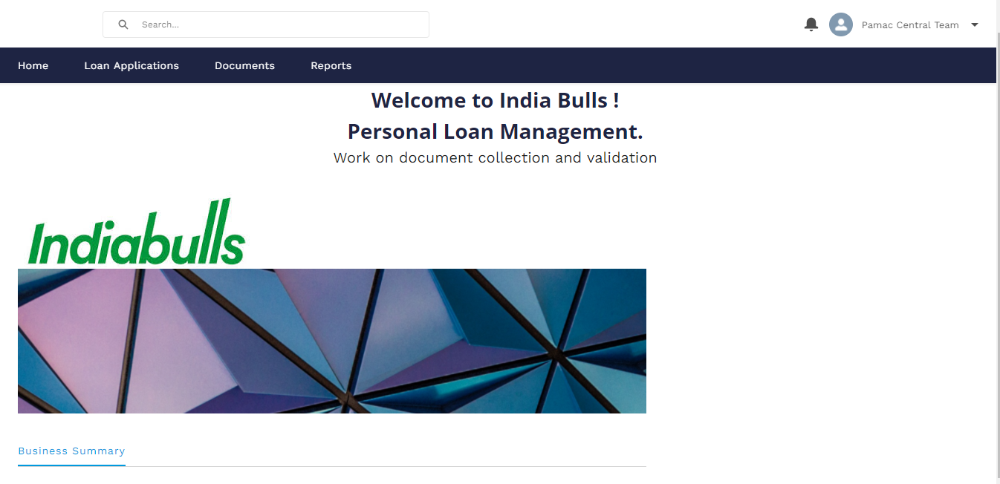 Search...
Pamac Central Team
Home Loan Applications Documents Reports
Welcome to India Bulls !
Personal Loan Management.
Work on document collection and validation
Indiabulls
Business Summary